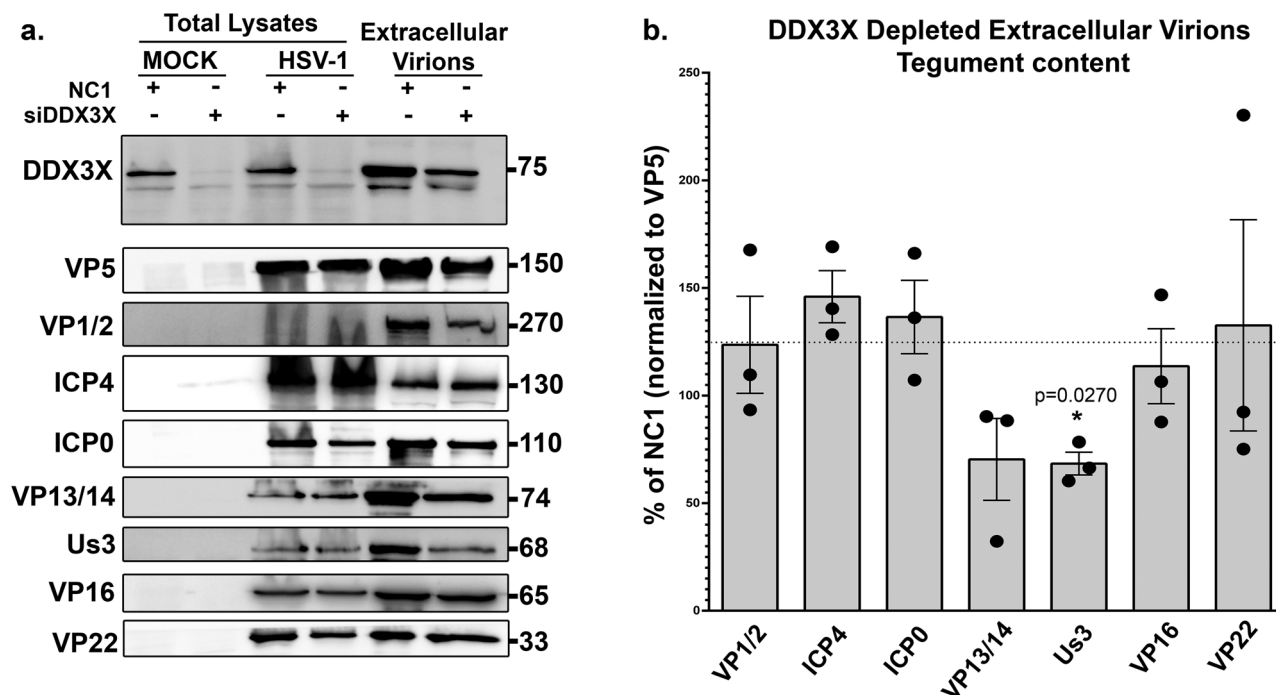 a.
Total Lysates
Extracellular
Virions
MOCK
HSV-1
NC1 + - + - + -
siDDX3X - + - + - +
DDX3X 75
VP5 150
VP1/2 270
ICP4 130
ICP0 110
VP13/14 74
Us3 68
VP16 65
VP22 33
b.
DDX3X Depleted Extracellular Virions
Tegument content
% of NC1 (normalized to VP5)
250
200
150
100
50
0
p=0.0270
*
VP1/2
ICP4
ICP0
VP13/14
Us3
VP16
VP22